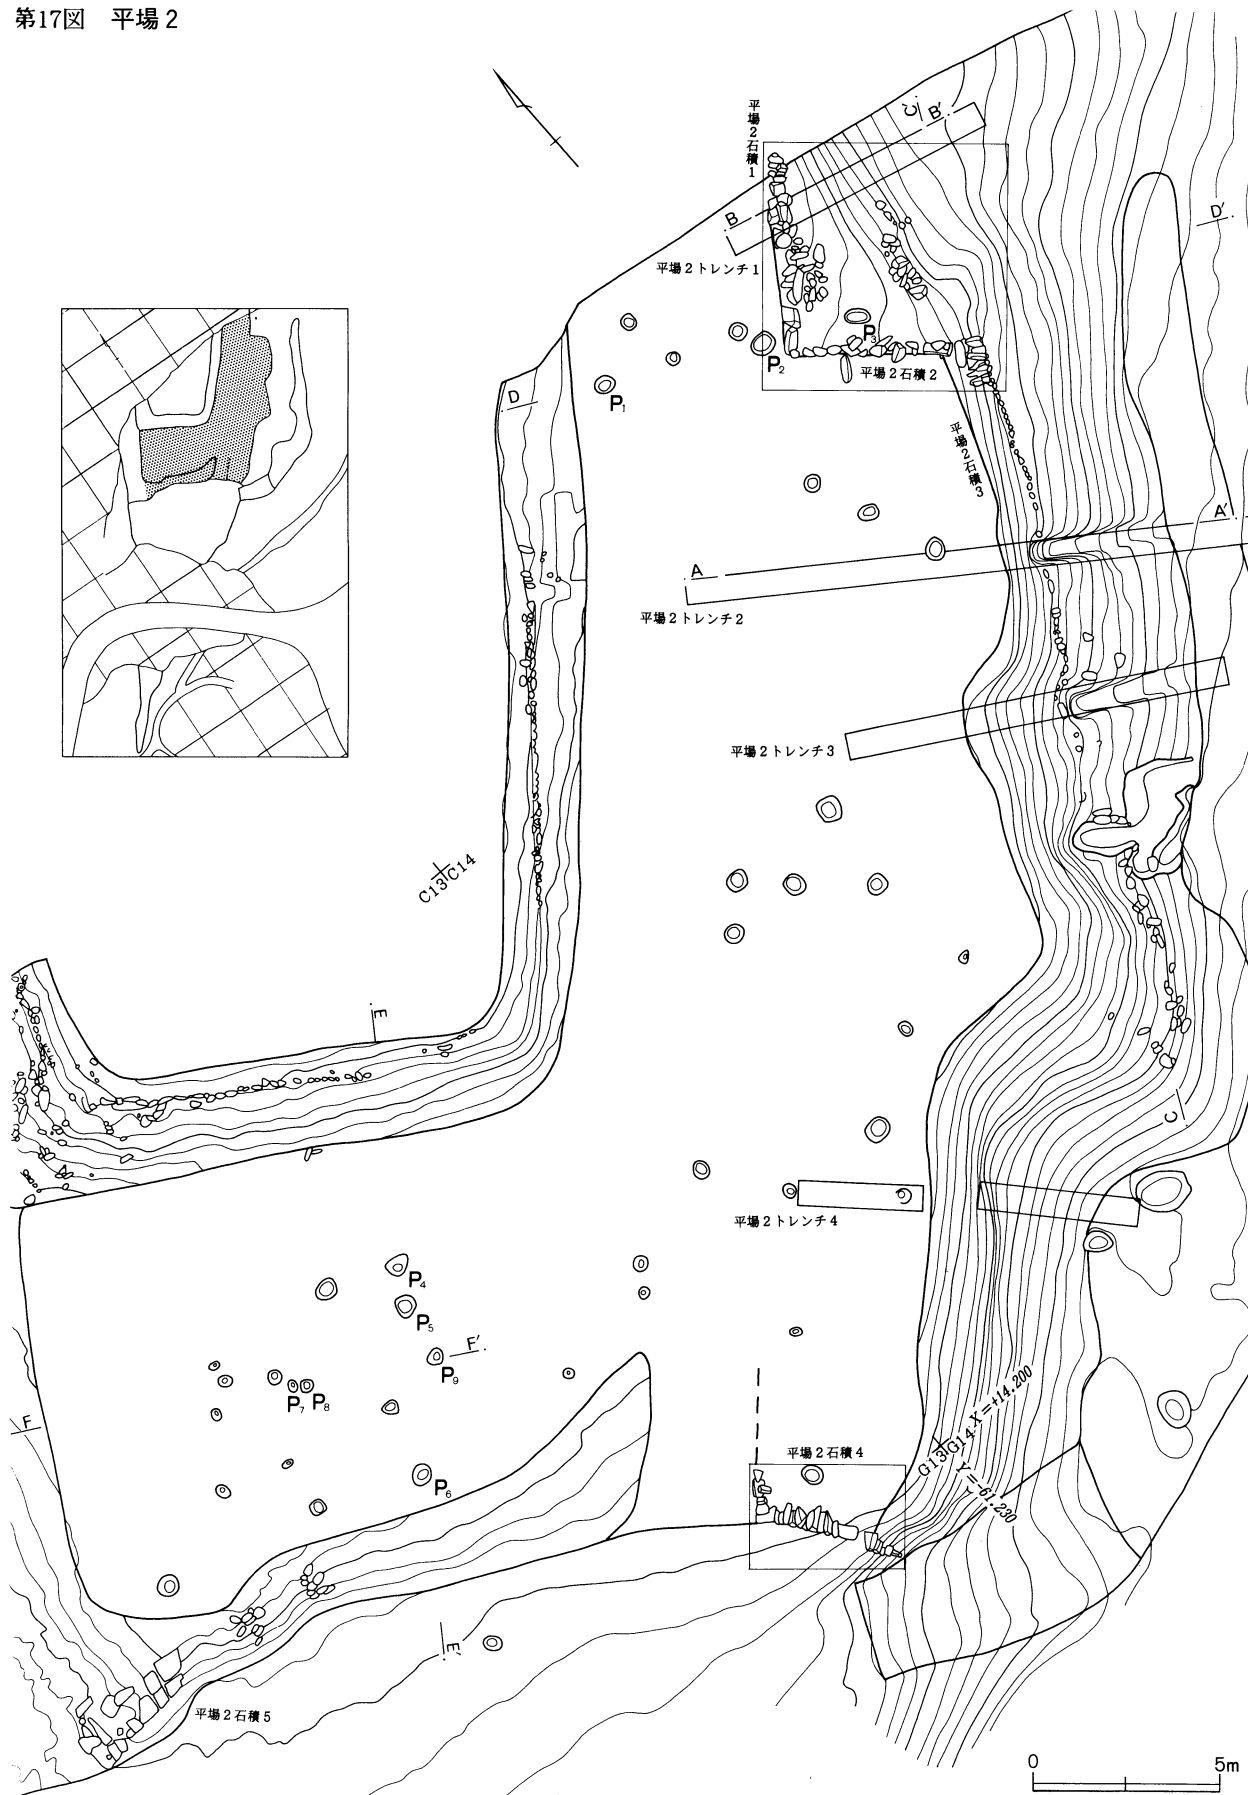 第17図　平場2
平場2石積1
C'
B'
B
平場2トレンチ1
D'
P3
P2
平場2石積2
D
P1
平場2石積3
A'
A
平場2トレンチ2
平場2トレンチ3
C13 C14
E
C
平場2トレンチ4
P4
P5
F'
P9
P7 P8
F
X=+14.200
G13 G14
Y=-61.230
平場2石積4
P6
E'
平場2石積5
0 5m